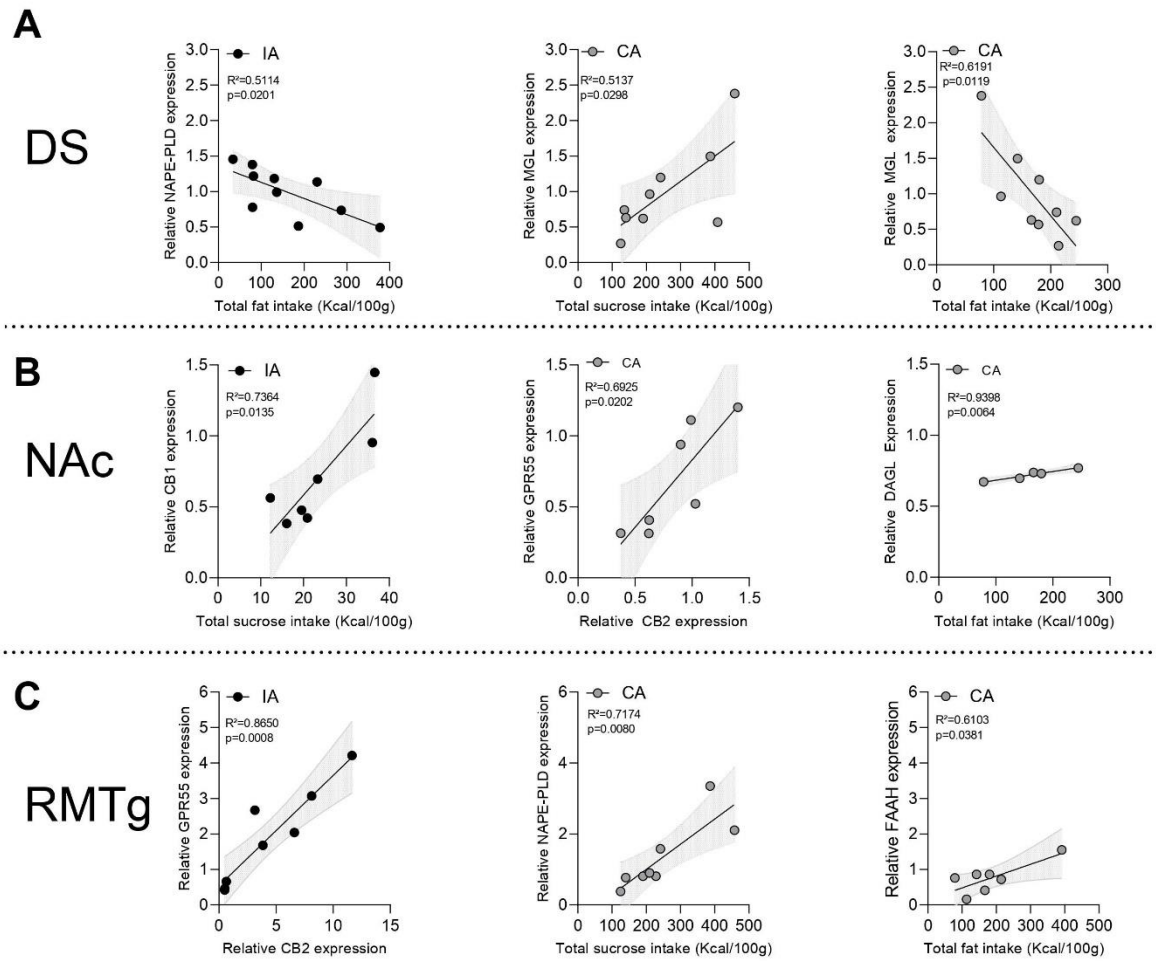 A
DS
IA
R²=0.5114
p=0.0201
Relative NAPE-PLD expression
3.0
2.5
2.0
1.5
1.0
0.5
0.0
0 100 200 300 400
Total fat intake (Kcal/100g)
CA
R²=0.5137
p=0.0298
Relative MGL expression
3.0
2.5
2.0
1.5
1.0
0.5
0.0
0 100 200 300 400 500
Total sucrose intake (Kcal/100g)
CA
R²=0.6191
p=0.0119
Relative MGL expression
3.0
2.5
2.0
1.5
1.0
0.5
0.0
0 100 200 300
Total fat intake (Kcal/100g)
B
NAc
IA
R²=0.7364
p=0.0135
Relative CB1 expression
1.5
1.0
0.5
0.0
0 10 20 30 40
Total sucrose intake (Kcal/100g)
CA
R²=0.6925
p=0.0202
Relative GPR55 expression
1.5
1.0
0.5
0.0
0.0 0.5 1.0 1.5
Relative CB2 expression
CA
R²=0.9398
p=0.0064
Relative DAGL Expression
1.5
1.0
0.5
0.0
0 100 200 300
Total fat intake (Kcal/100g)
C
RMTg
IA
R²=0.8650
p=0.0008
Relative GPR55 expression
6
5
4
3
2
1
0
0 5 10 15
Relative CB2 expression
CA
R²=0.7174
p=0.0080
Relative NAPE-PLD expression
6
4
2
0
0 100 200 300 400 500
Total sucrose intake (Kcal/100g)
CA
R²=0.6103
p=0.0381
Relative FAAH expression
6
4
2
0
0 100 200 300 400 500
Total fat intake (Kcal/100g)